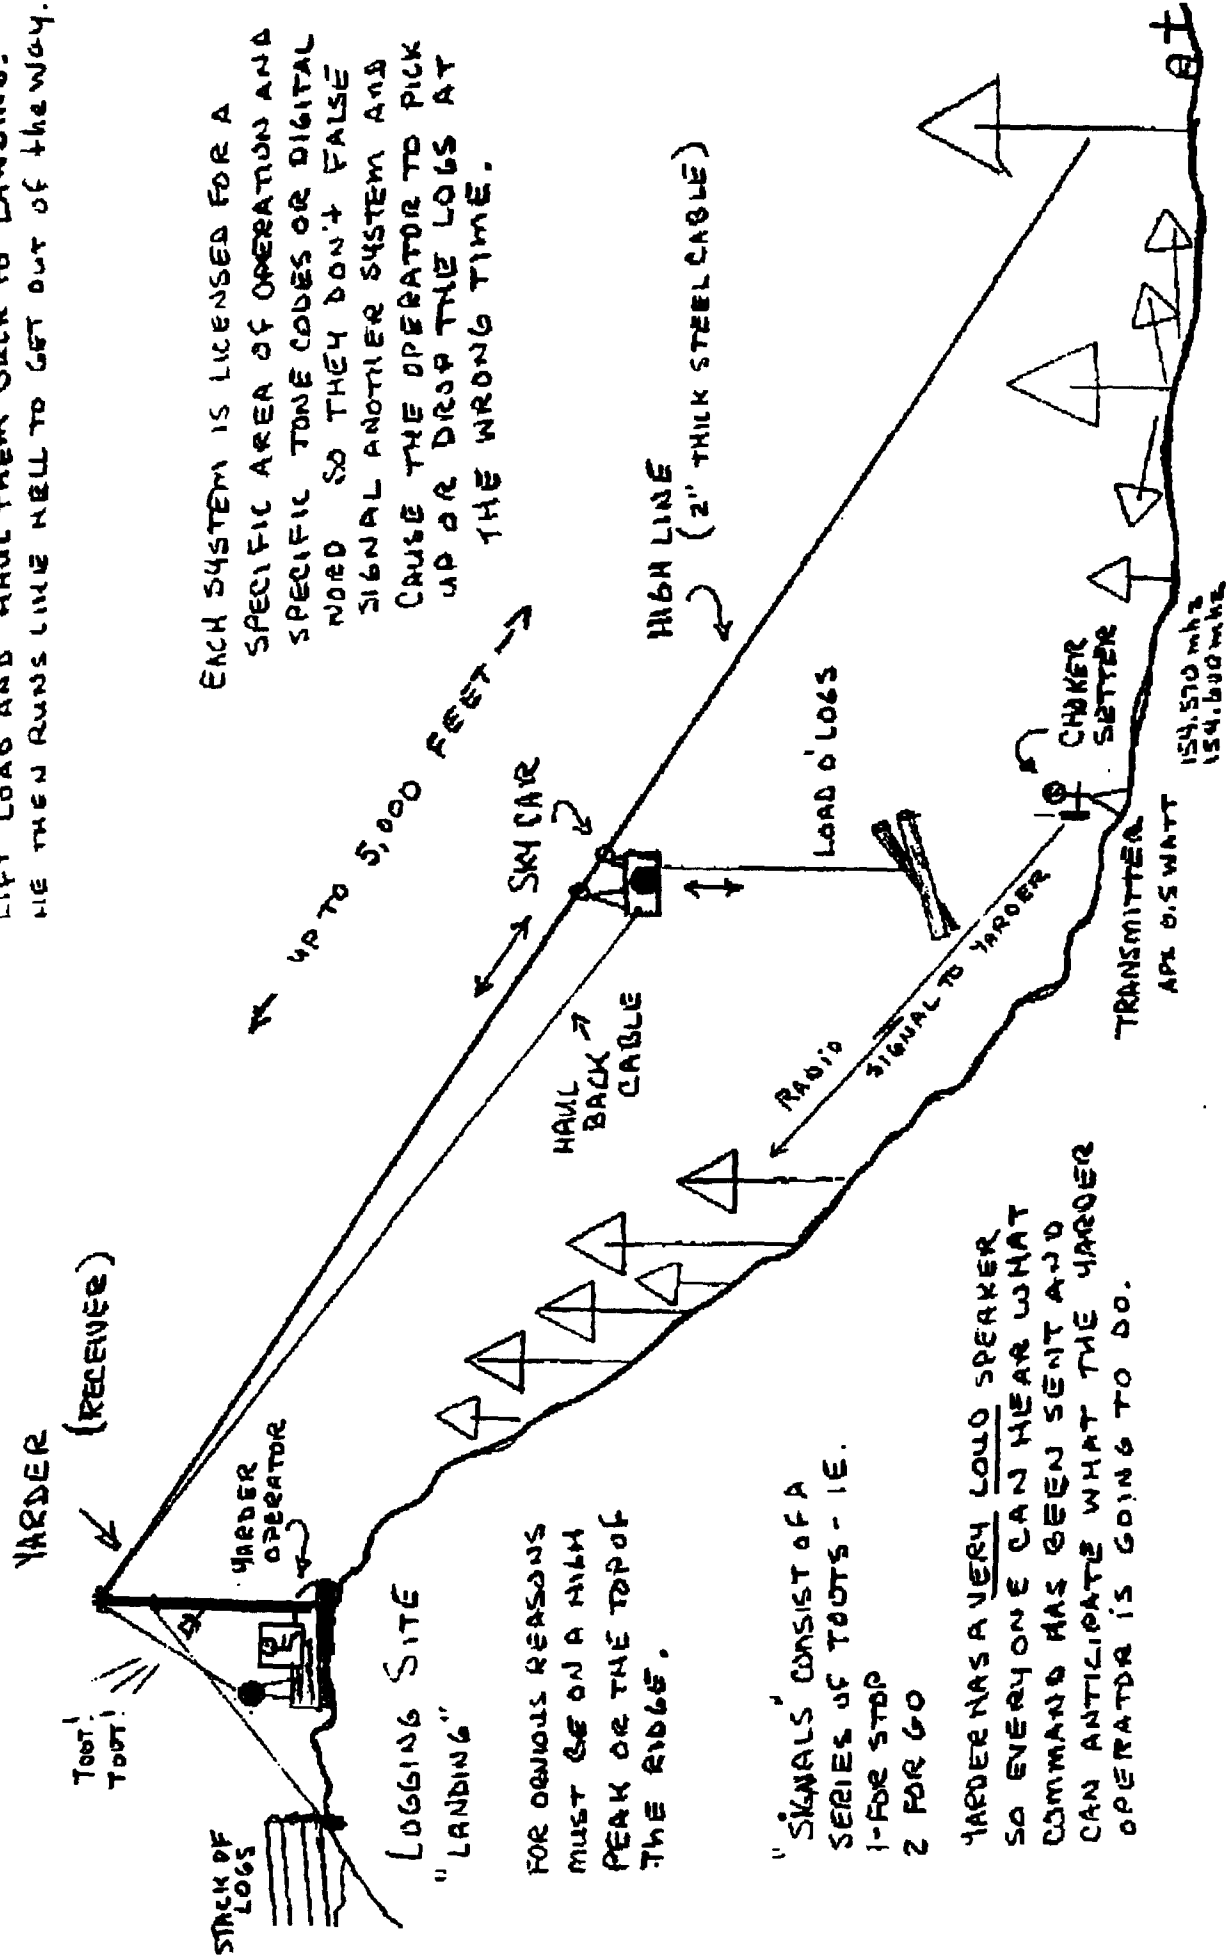 LIFT LOAD AND HAUL THEM BACK TO LANDING.
HE THEN RUNS LIKE HELL TO GET OUT OF the WAY.
EACH SYSTEM IS LICENSED FOR A
SPECIFIC AREA OF OPERATION AND
SPECIFIC TONE CODES OR DIGITAL
WORD SO THEY DON't FALSE
SIGNAL ANOTHER SYSTEM AND
CAUSE THE OPERATOR TO PICK
UP OR DROP THE LOGS AT
THE WRONG TIME.
UP TO 5,000 FEET
YARDER
(RECEIVER)
TOOT!
TOOT!
STACK OF
LOGS
YARDER
OPERATOR
SKY CAR
HIGH LINE
(2" THICK STEEL CABLE)
HAUL
BACK
CABLE
LOAD O' LOGS
RADIO
SIGNAL TO YARDER
CHOKER
SETTER
TRANSMITTER
APX 0.5 WATT
154.570 mhz
154.600 mhz
LOGGING SITE
"LANDING"
FOR OBVIOUS REASONS
MUST BE ON A HIGH
PEAK OR THE TOP OF
THE RIDGE.
"SIGNALS" CONSIST OF A
SERIES OF TOOTS - IE.
1-FOR STOP
2 FOR GO
YARDER HAS A VERY LOUD SPEAKER
SO EVERYONE CAN HEAR WHAT
COMMAND HAS BEEN SENT AND
CAN ANTICIPATE WHAT THE YARDER
OPERATOR IS GOING TO DO.